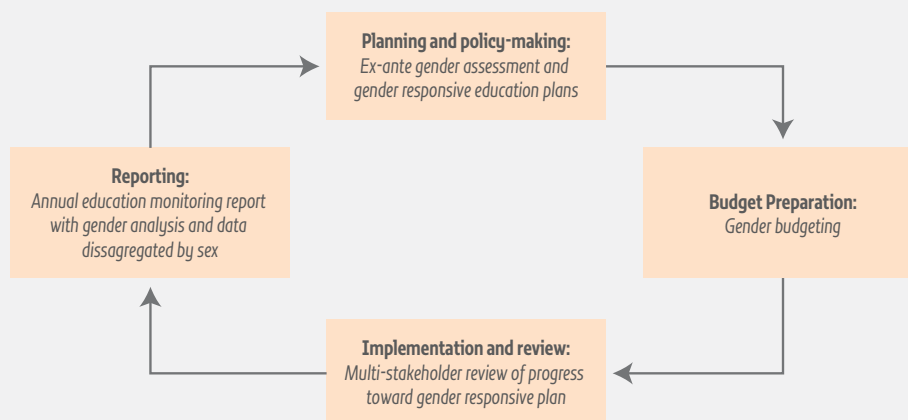 Planning and policy-making:
Ex-ante gender assessment and
gender responsive education plans
Reporting:
Annual education monitoring report
with gender analysis and data
dissagregated by sex
Budget Preparation:
Gender budgeting
Implementation and review:
Multi-stakeholder review of progress
toward gender responsive plan